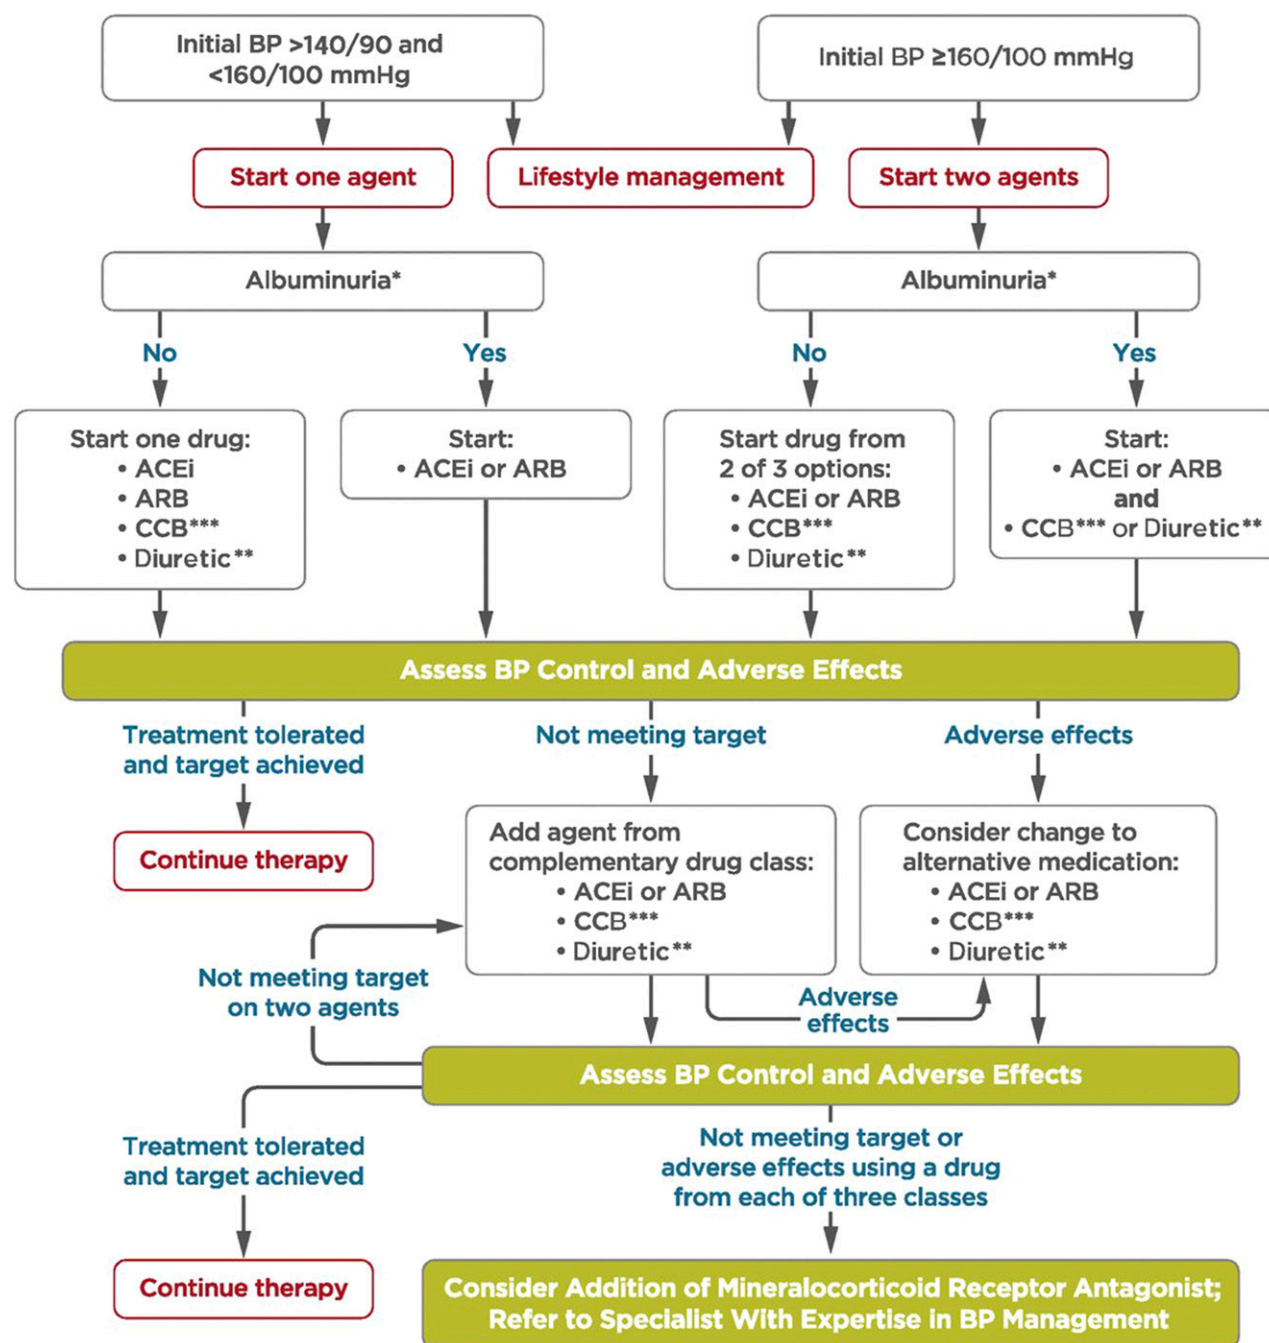 Initial BP >140/90 and
<160/100 mmHg
Initial BP ≥160/100 mmHg
Start one agent
Lifestyle management
Start two agents
Albuminuria*
Albuminuria*
No
Yes
No
Yes
Start one drug:
• ACEi
• ARB
• CCB***
• Diuretic**
Start:
• ACEi or ARB
Start drug from
2 of 3 options:
• ACEi or ARB
• CCB***
• Diuretic**
Start:
• ACEi or ARB
and
• CCB*** or Diuretic**
Assess BP Control and Adverse Effects
Treatment tolerated
and target achieved
Not meeting target
Adverse effects
Continue therapy
Add agent from
complementary drug class:
• ACEi or ARB
• CCB***
• Diuretic**
Consider change to
alternative medication:
• ACEi or ARB
• CCB***
• Diuretic**
Not meeting target
on two agents
Adverse
effects
Assess BP Control and Adverse Effects
Treatment tolerated
and target achieved
Not meeting target or
adverse effects using a drug
from each of three classes
Continue therapy
Consider Addition of Mineralocorticoid Receptor Antagonist;
Refer to Specialist With Expertise in BP Management